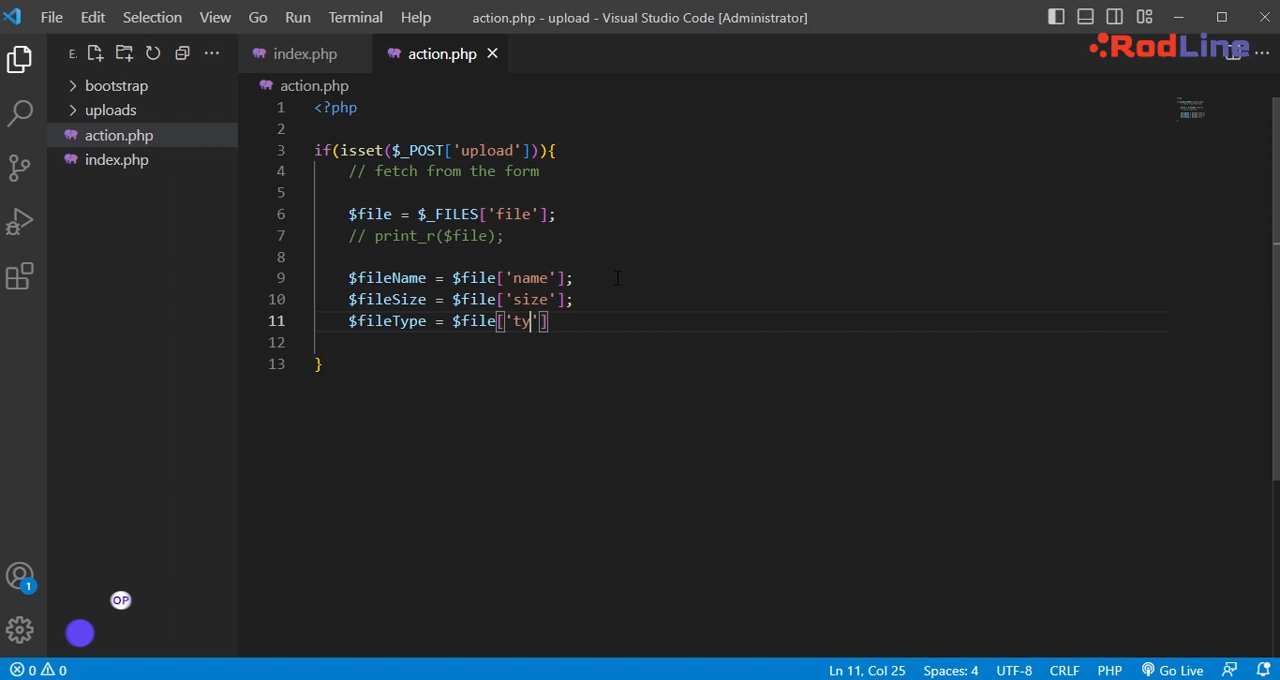 File Edit Selection View Go Run Terminal Help action.php - upload - Visual Studio Code [Administrator]
RodLine
E. ...
index.php action.php
bootstrap
uploads
action.php
index.php
action.php
1 <?php
2
3 if(isset($_POST['upload'])){
4 // fetch from the form
5
6 $file = $_FILES['file'];
7 // print_r($file);
8
9 $fileName = $file['name'];
10 $fileSize = $file['size'];
11 $fileType = $file['ty']
12
13 }
1
OP
0 0 Ln 11, Col 25 Spaces: 4 UTF-8 CRLF PHP Go Live